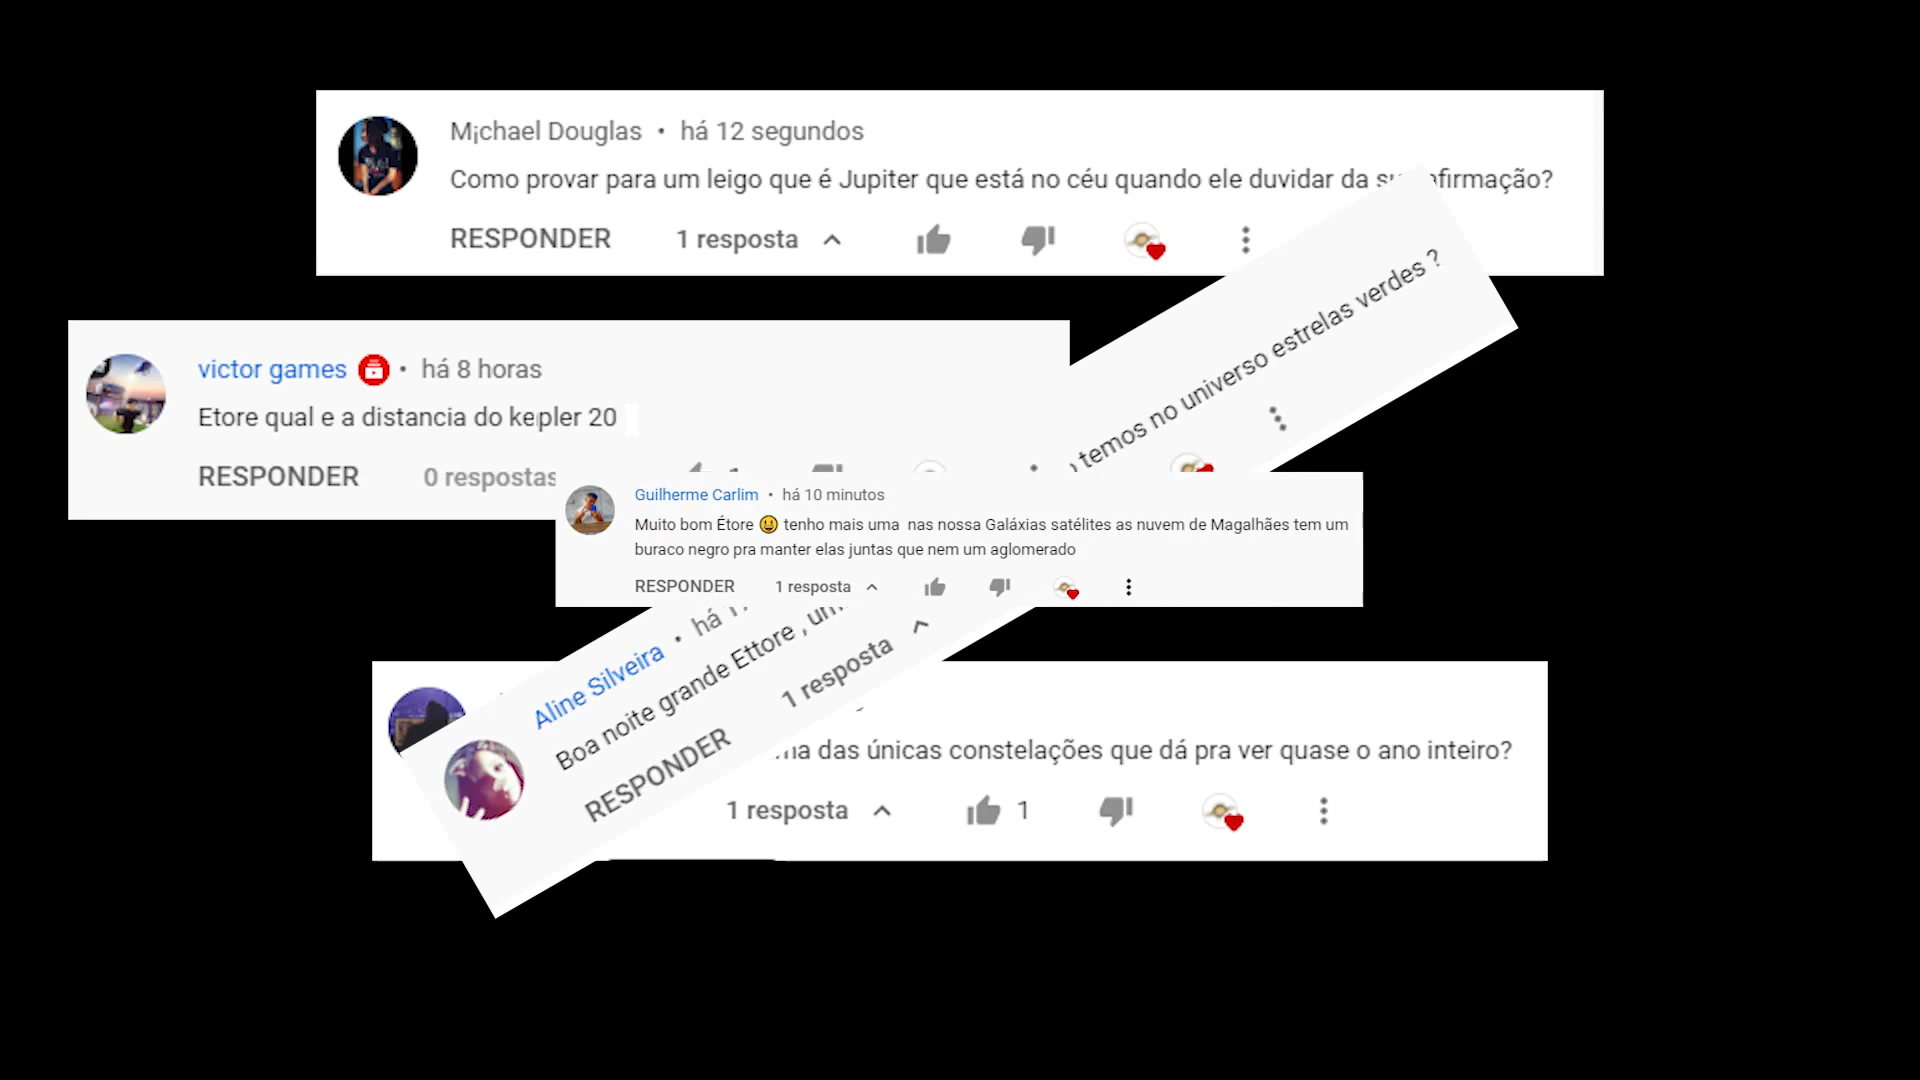 M¡chael Douglas • há 12 segundos
Como provar para um leigo que é Jupiter que está no céu quando ele duvidar da
RESPONDER 1 resposta
temos no universo estrelas verdes ?
victor games • há 8 horas
Etore qual e a distancia do kepler 20
RESPONDER 0 respostas
Guilherme Carlim • há 10 minutos
Muito bom Étore 😃 tenho mais uma nas nossa Galáxias satélites as nuvem de Magalhães tem um
buraco negro pra manter elas juntas que nem um aglomerado
RESPONDER 1 resposta
Aline Silveira • há
Boa noite grande Ettore ,
RESPONDER 1 resposta
das únicas constelações que dá pra ver quase o ano inteiro?
1 resposta 1